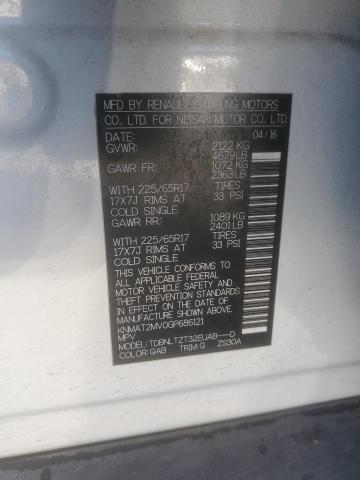 MFD BY RENAULT SAMSUNG MOTORS
CO., LTD. FOR NISSAN MOTOR CO. LTD.
DATE: 04/16
GVWR: 2122 KG
4679 LB
GAWR FR: 1072 KG
2363 LB
WITH 225/65R17 TIRES
17X7J RIMS AT 33 PSI
COLD SINGLE
GAWR RR: 1089 KG
2401 LB
WITH 225/65R17 TIRES
17X7J RIMS AT 33 PSI
COLD SINGLE
THIS VEHICLE CONFORMS TO
ALL APPLICABLE FEDERAL
MOTOR VEHICLE SAFETY AND
THEFT PREVENTION STANDARDS
IN EFFECT ON THE DATE OF
MANUFACTURE SHOWN ABOVE.
KNMAT2MV0GP686121
MPV
MODEL: TDBNLTZT32EUAB---D
COLOR: QAB TRIM: G ZS30A